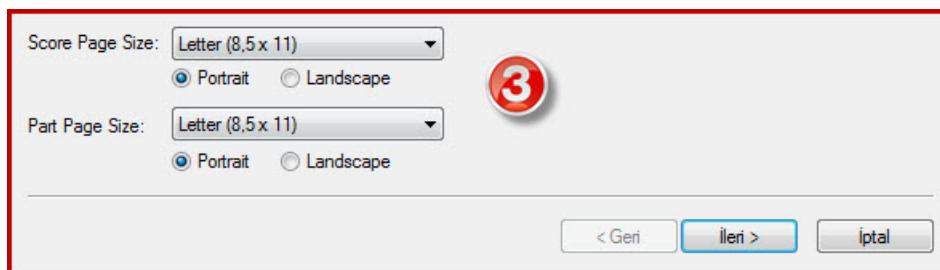 Score Page Size: Letter (8,5 x 11)
Portrait Landscape
3
Part Page Size: Letter (8,5 x 11)
Portrait Landscape
< Geri İleri > İptal